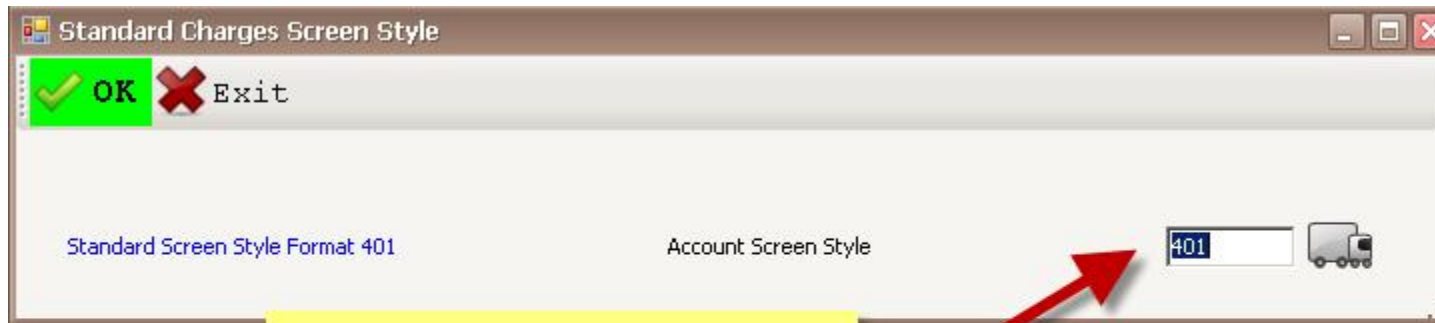 Standard Charges Screen Style
OK Exit
Standard Screen Style Format 401 Account Screen Style 401